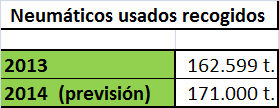 Neumáticos usados recogidos
2013 162.599 t.
2014 (previsión) 171.000 t.